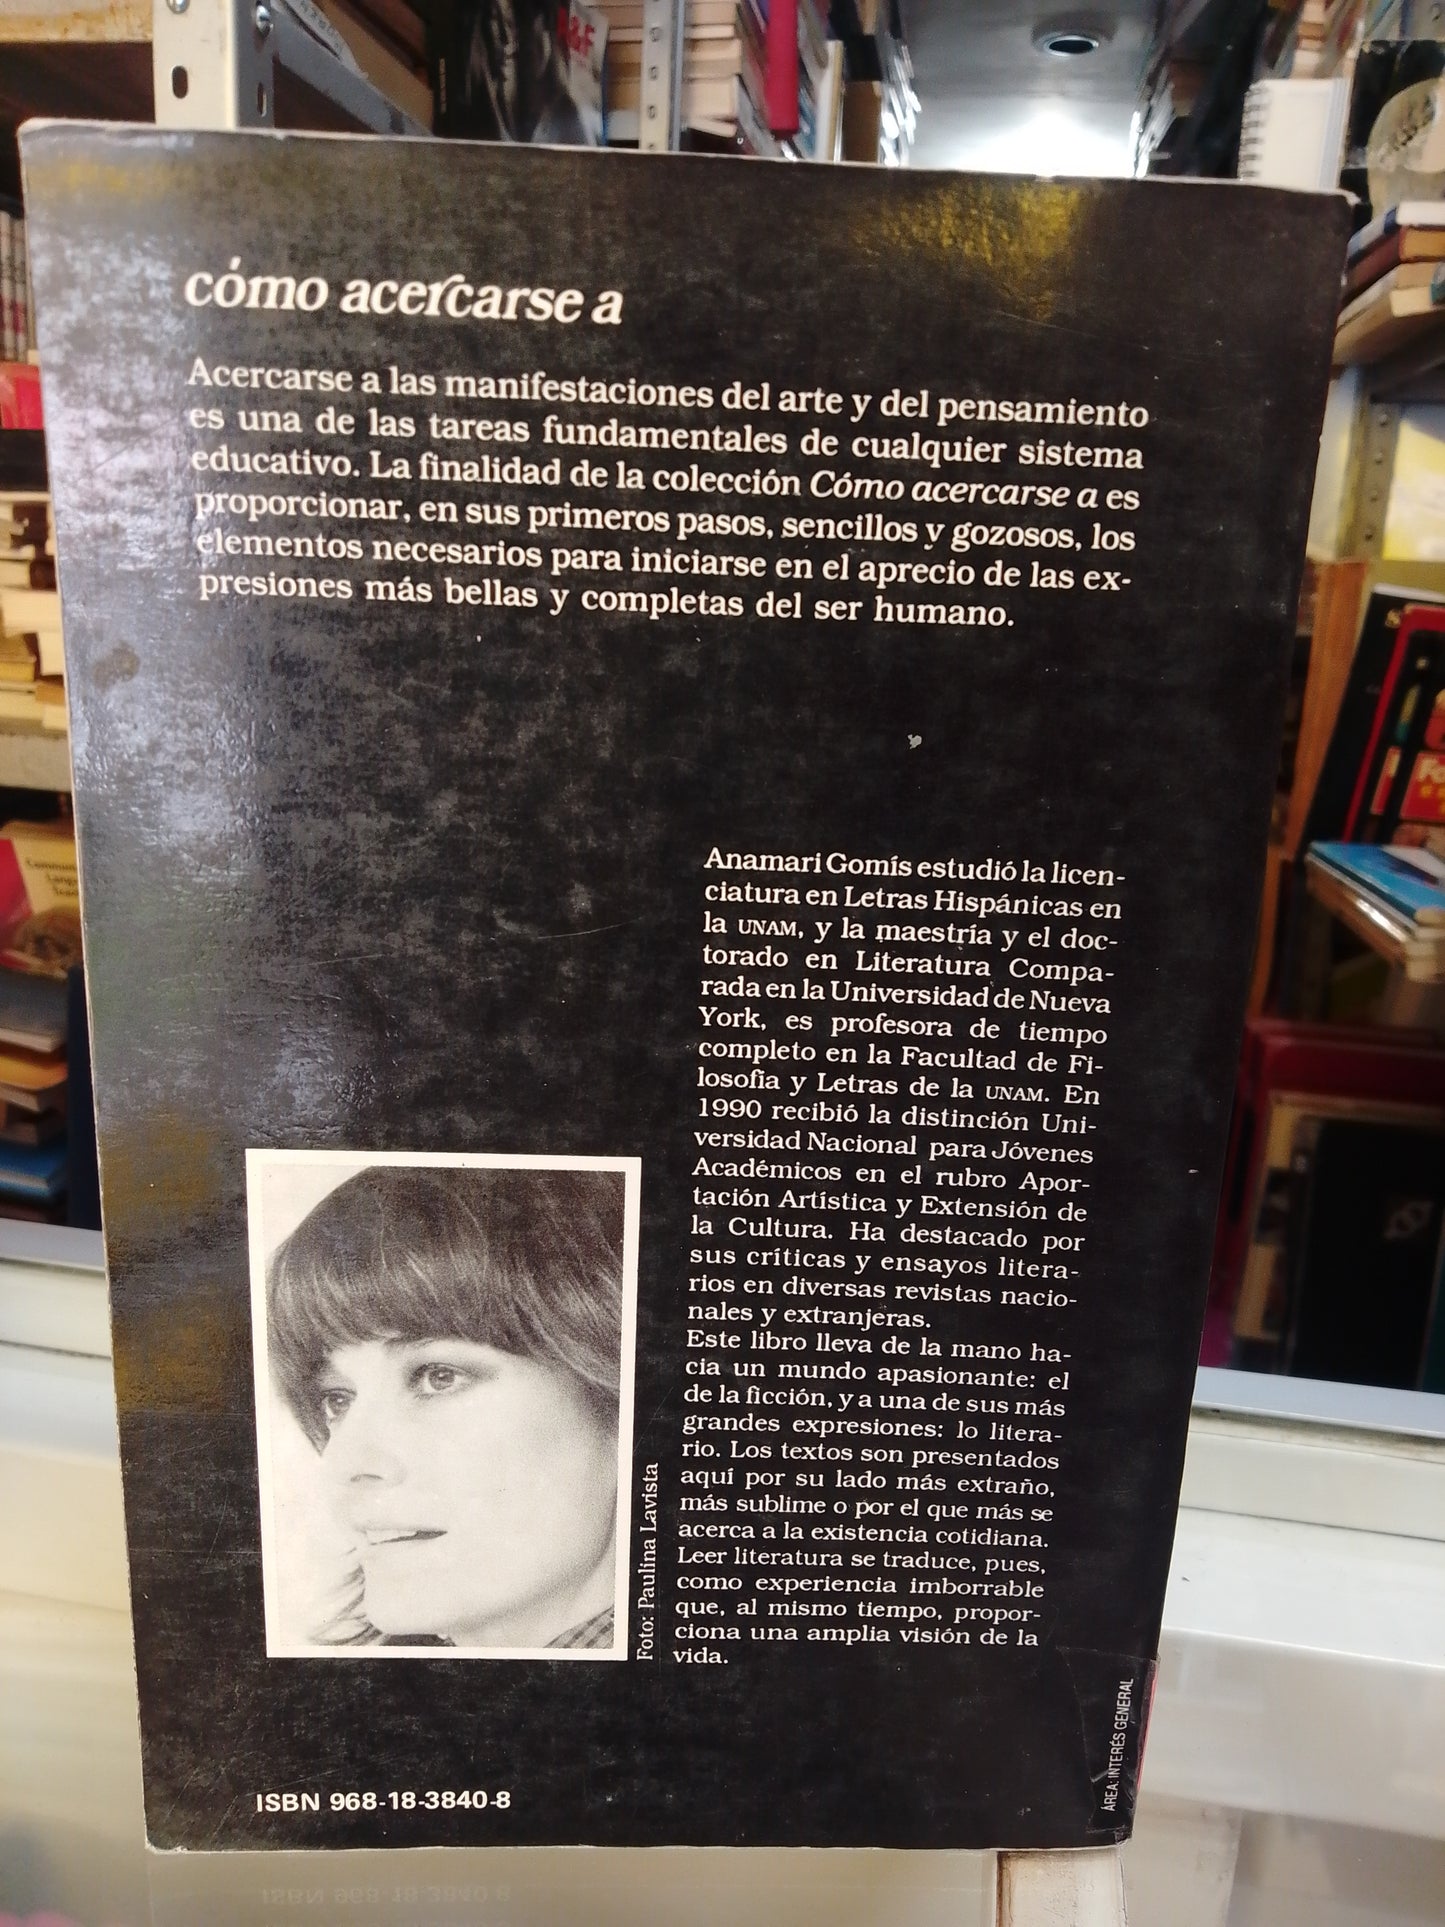 cómo acercarse a
Acercarse a las manifestaciones del arte y del pensamiento
es una de las tareas fundamentales de cualquier sistema
educativo. La finalidad de la colección Cómo acercarse a es
proporcionar, en sus primeros pasos, sencillos y gozosos, los
elementos necesarios para iniciarse en el aprecio de las ex-
presiones más bellas y completas del ser humano.
Anamari Gomís estudió la licen-
ciatura en Letras Hispánicas en
la UNAM, y la maestría y el doc-
torado en Literatura Compa-
rada en la Universidad de Nueva
York, es profesora de tiempo
completo en la Facultad de Fi-
losofía y Letras de la UNAM. En
1990 recibió la distinción Uni-
versidad Nacional para Jóvenes
Académicos en el rubro Apor-
tación Artística y Extensión de
la Cultura. Ha destacado por
sus críticas y ensayos litera-
rios en diversas revistas nacio-
nales y extranjeras.
Este libro lleva de la mano ha-
cia un mundo apasionante: el
de la ficción, y a una de sus más
grandes expresiones: lo litera-
rio. Los textos son presentados
aquí por su lado más extraño,
más sublime o por el que más se
acerca a la existencia cotidiana.
Leer literatura se traduce, pues,
como experiencia imborrable
que, al mismo tiempo, propor-
ciona una amplia visión de la
vida.
Foto: Paulina Lavista
ÁREA: INTERÉS GENERAL
ISBN 968-18-3840-8